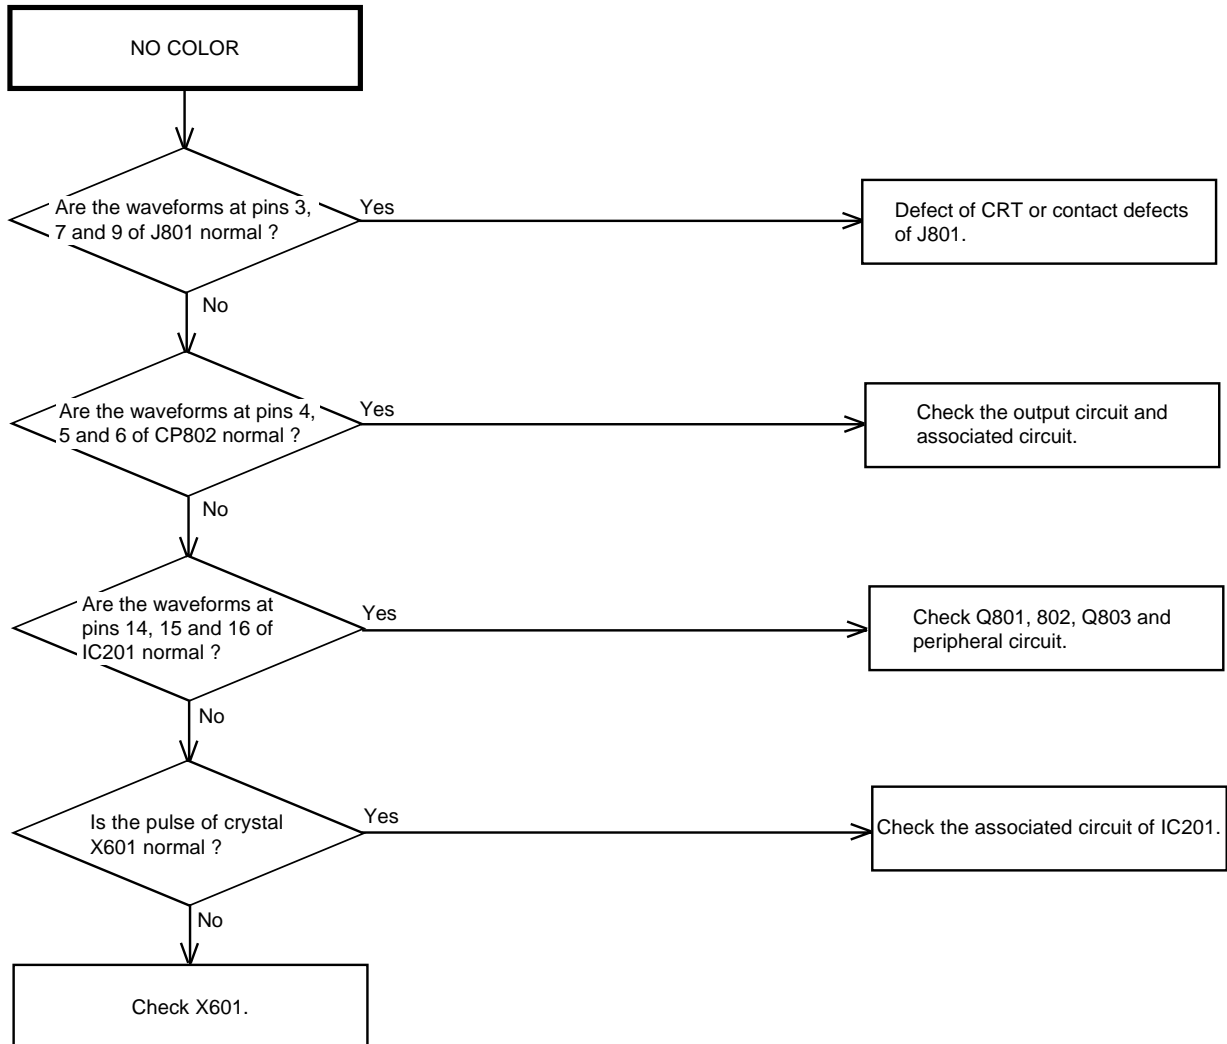 NO COLOR
Are the waveforms at pins 3,
7 and 9 of J801 normal ?
Yes
Defect of CRT or contact defects
of J801.
No
Are the waveforms at pins 4,
5 and 6 of CP802 normal ?
Yes
Check the output circuit and
associated circuit.
No
Are the waveforms at
pins 14, 15 and 16 of
IC201 normal ?
Yes
Check Q801, 802, Q803 and
peripheral circuit.
No
Is the pulse of crystal
X601 normal ?
Yes
Check the associated circuit of IC201.
No
Check X601.